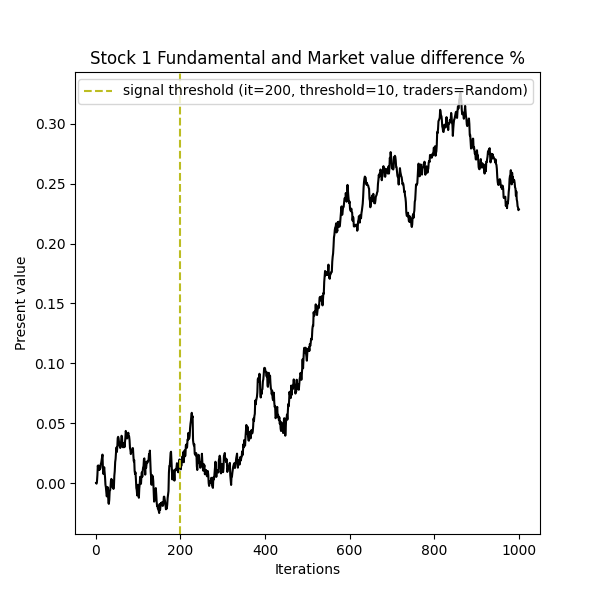 Stock 1 Fundamental and Market value difference %
signal threshold (it=200, threshold=10, traders=Random)
0.30
0.25
0.20
0.15
0.10
0.05
0.00
Present value
0 200 400 600 800 1000
Iterations